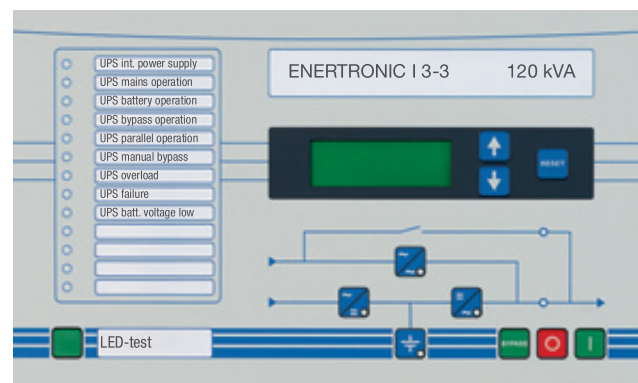 UPS int. power supply
UPS mains operation
UPS battery operation
UPS bypass operation
UPS parallel operation
UPS manual bypass
UPS overload
UPS failure
UPS batt. voltage low
ENERTRONIC I 3-3 120 kVA
RESET
LED-test
BYPASS